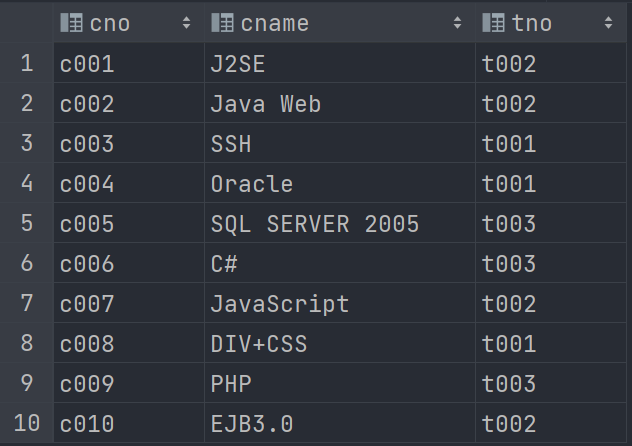 cno cname tno
1 c001 J2SE t002
2 c002 Java Web t002
3 c003 SSH t001
4 c004 Oracle t001
5 c005 SQL SERVER 2005 t003
6 c006 C# t003
7 c007 JavaScript t002
8 c008 DIV+CSS t001
9 c009 PHP t003
10 c010 EJB3.0 t002